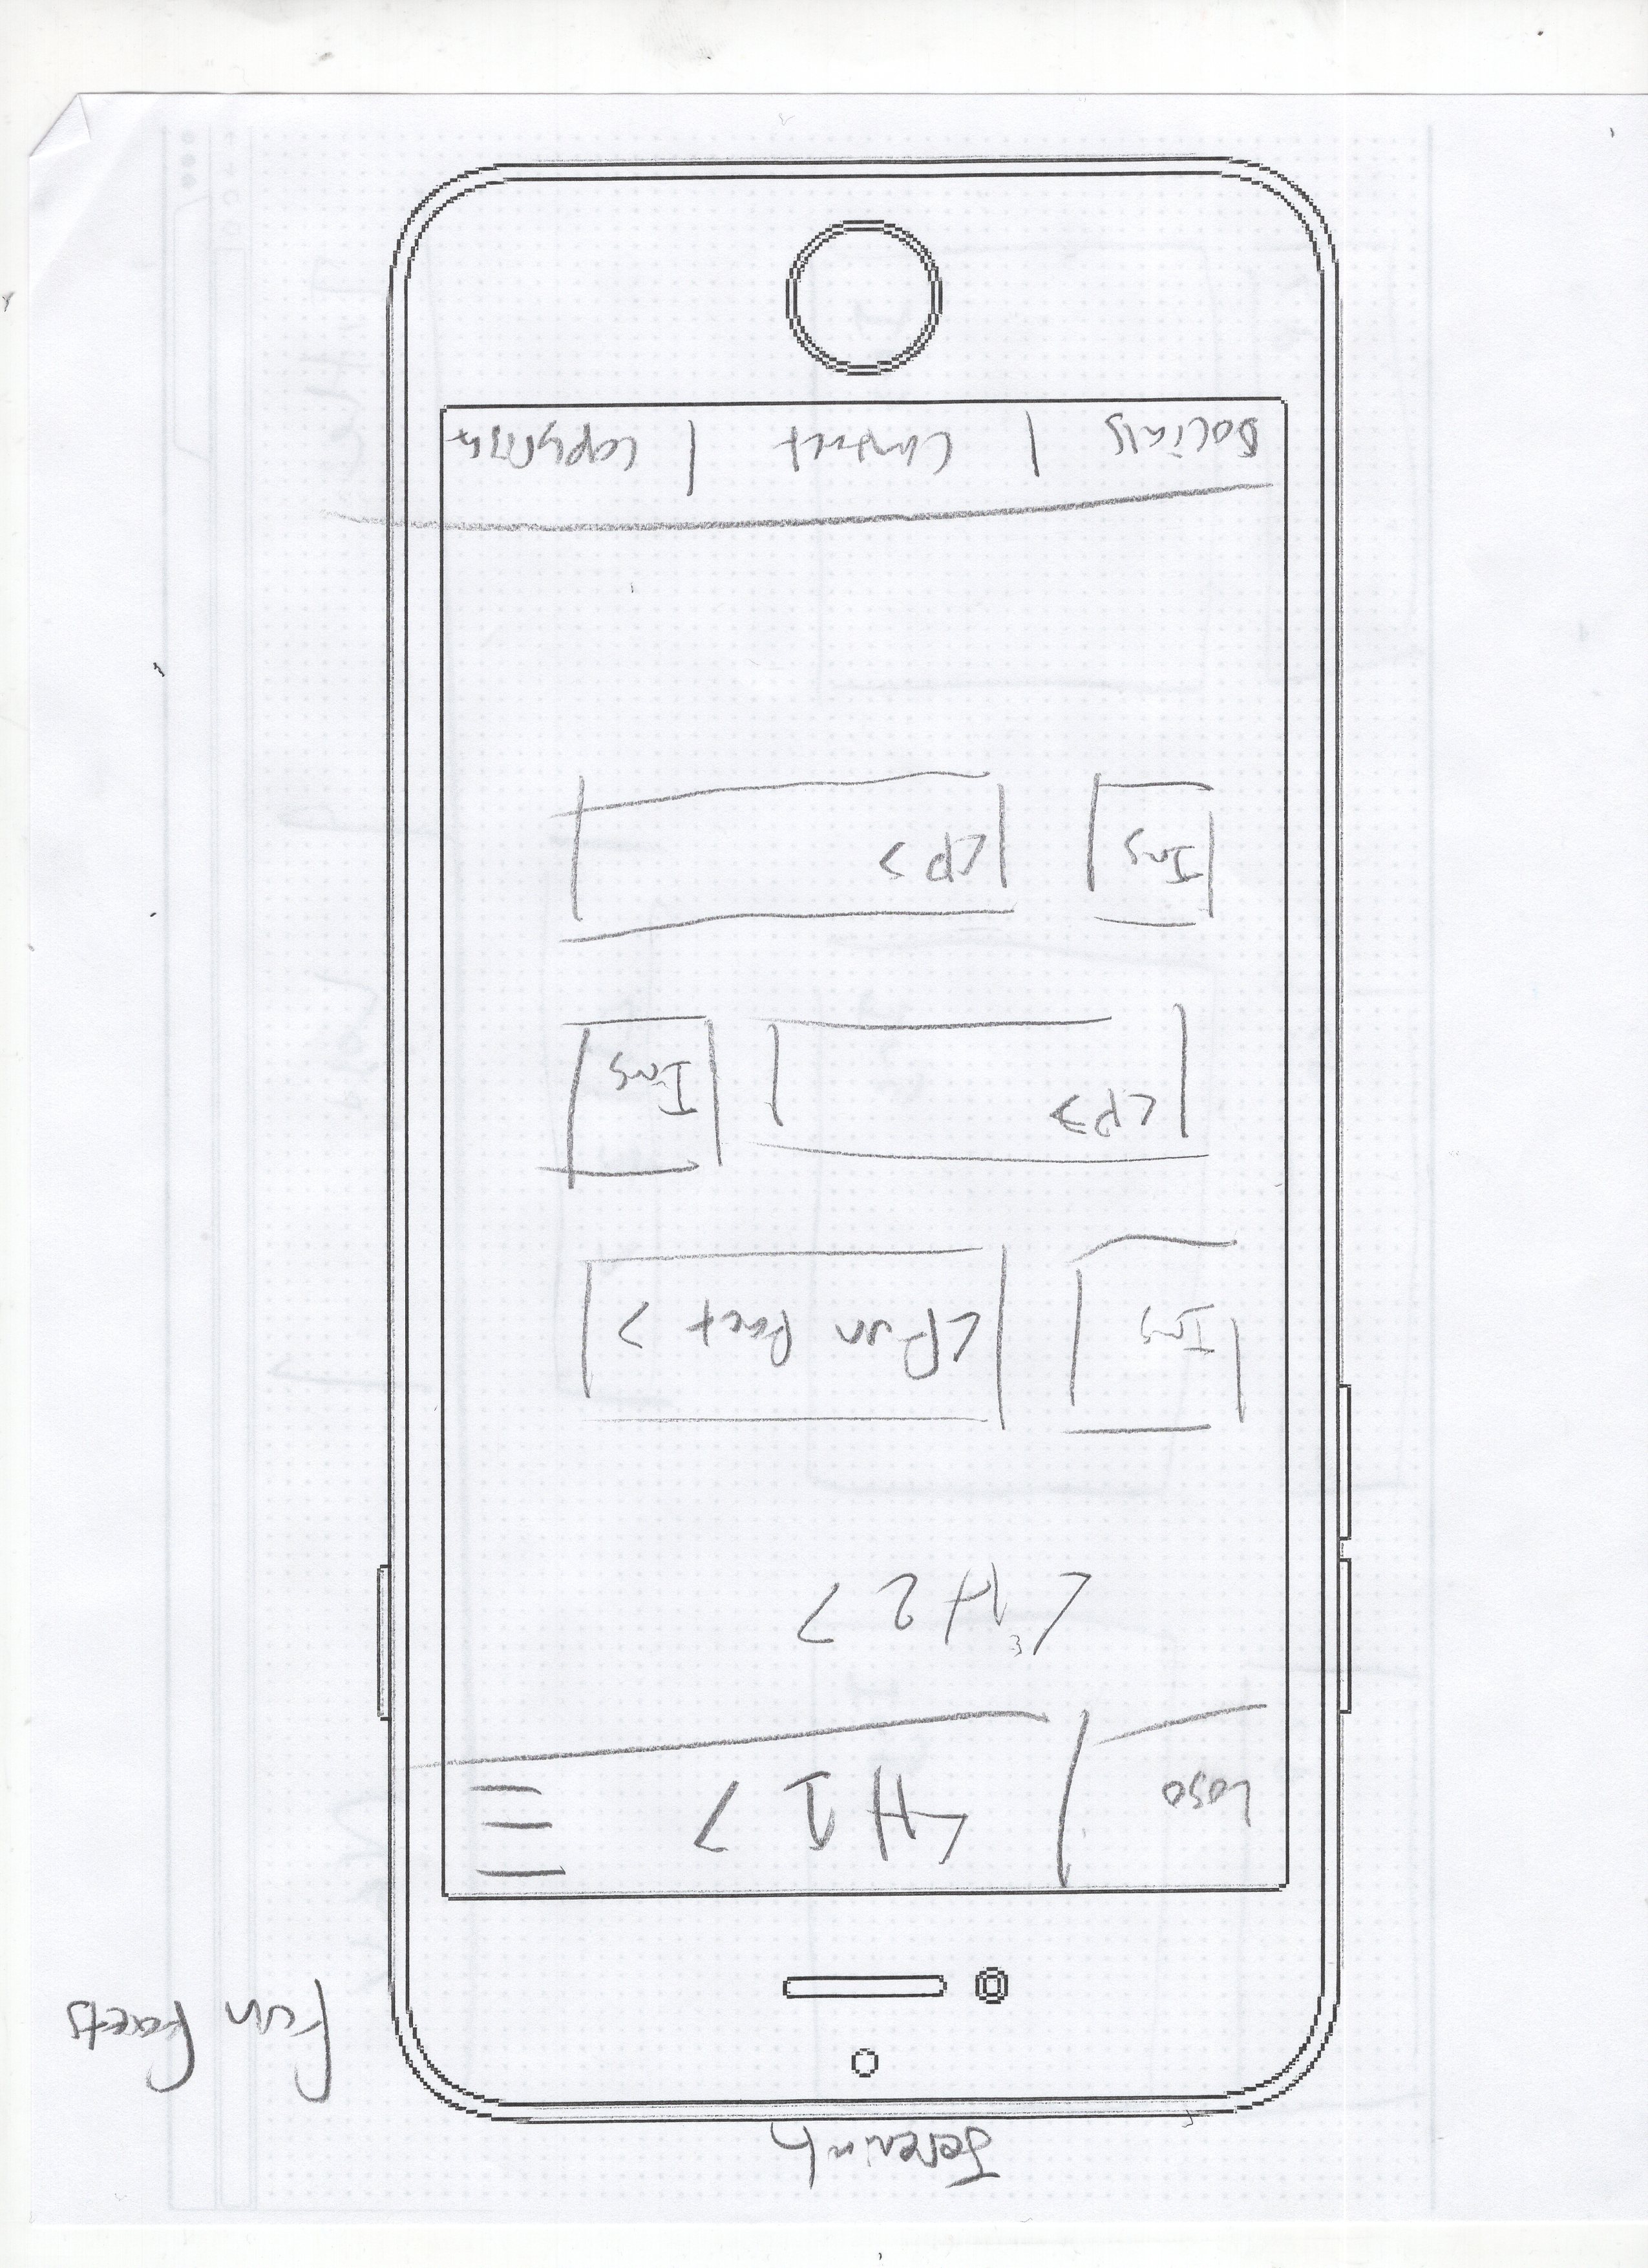 Jeremiah
Fun Facts
Logo <H1>
<H2>
Img <Fun Fact>
<P> Img
Img <P>
Socials | Contact | Copyright